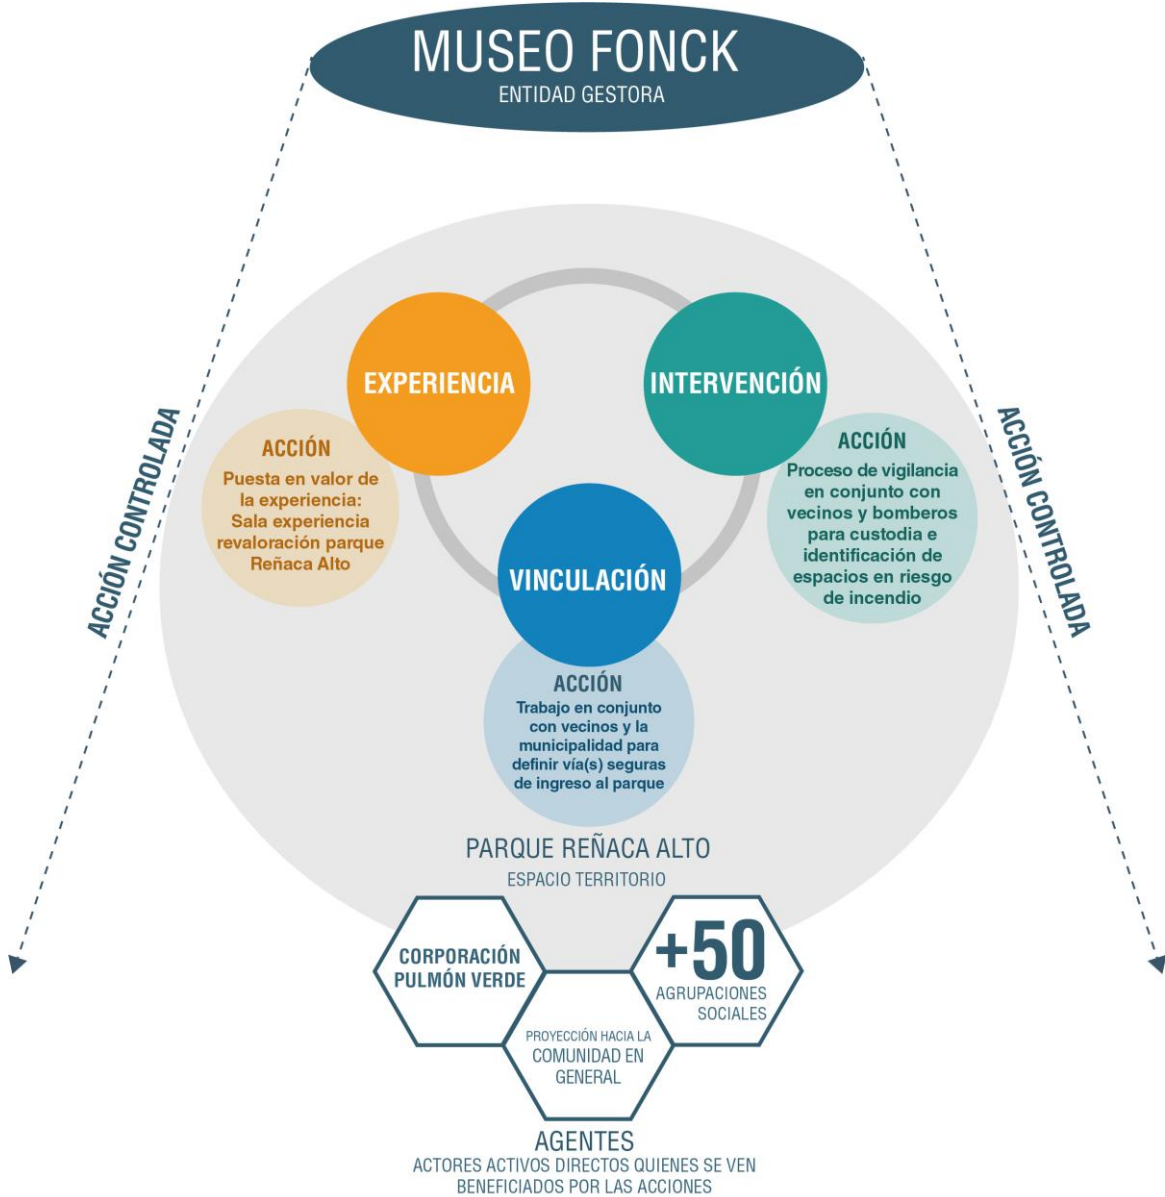 MUSEO FONCK
ENTIDAD GESTORA
ACCIÓN CONTROLADA
ACCIÓN CONTROLADA
EXPERIENCIA
INTERVENCIÓN
ACCIÓN
Puesta en valor de
la experiencia:
Sala experiencia
revaloración parque
Reñaca Alto
ACCIÓN
Proceso de vigilancia
en conjunto con
vecinos y bomberos
para custodia e
identificación de
espacios en riesgo
de incendio
VINCULACIÓN
ACCIÓN
Trabajo en conjunto
con vecinos y la
municipalidad para
definir vía(s) seguras
de ingreso al parque
PARQUE REÑACA ALTO
ESPACIO TERRITORIO
CORPORACIÓN
PULMÓN VERDE
+50
AGRUPACIONES
SOCIALES
PROYECCIÓN HACIA LA
COMUNIDAD EN
GENERAL
AGENTES
ACTORES ACTIVOS DIRECTOS QUIENES SE VEN
BENEFICIADOS POR LAS ACCIONES